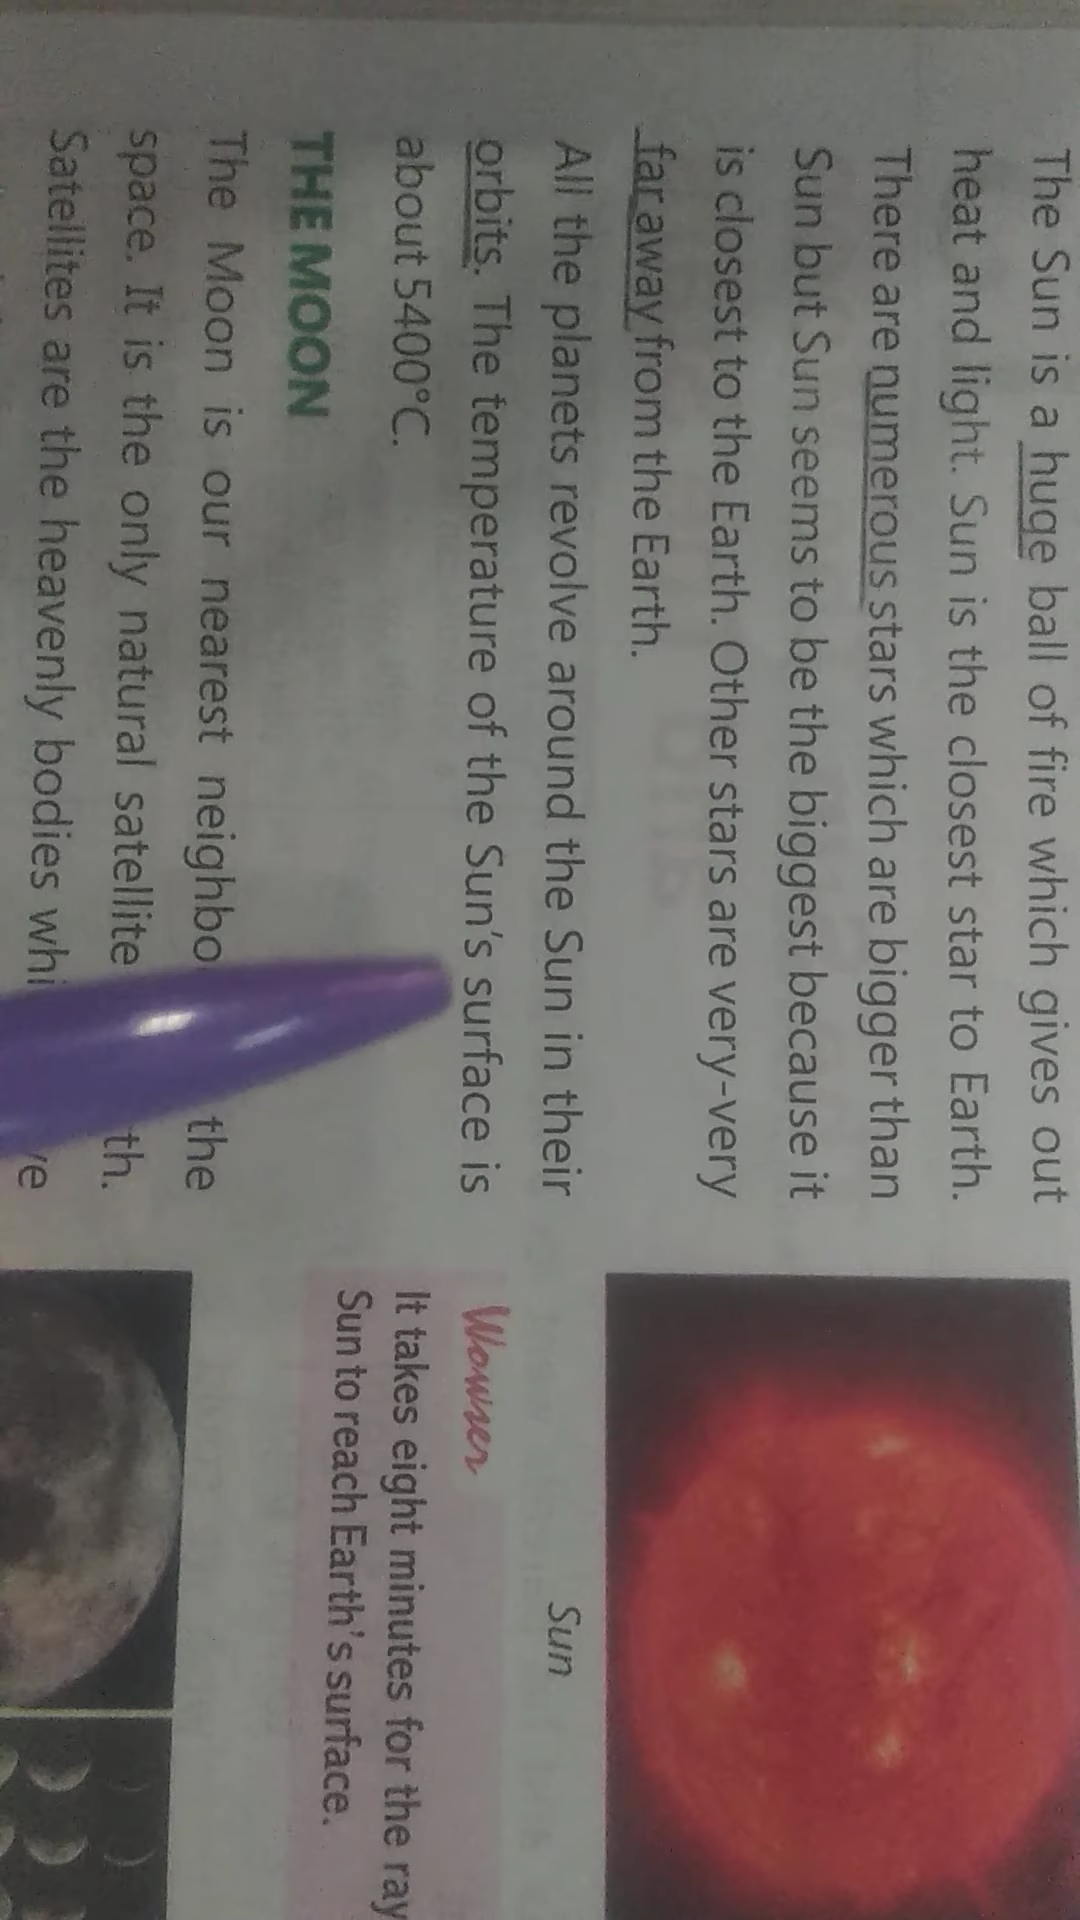 The Sun is a huge ball of fire which gives out
heat and light. Sun is the closest star to Earth.
There are numerous stars which are bigger than
Sun but Sun seems to be the biggest because it
is closest to the Earth. Other stars are very-very
far away from the Earth.
All the planets revolve around the Sun in their
orbits. The temperature of the Sun's surface is
about 5400°C.
THE MOON
The Moon is our nearest the
space. It is the only natural satellite
Satellites are the heavenly bodies
Sun
Wowser
It takes eight minutes for the ray
Sun to reach Earth's surface.